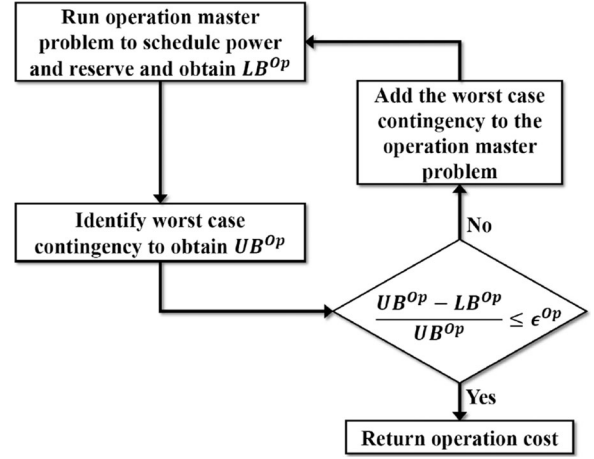 Run operation master
problem to schedule power
and reserve and obtain LB^Op
Add the worst case
contingency to the
operation master
problem
Identify worst case
contingency to obtain UB^Op
No
UB^Op − LB^Op
UB^Op
≤ ϵ^Op
Yes
Return operation cost